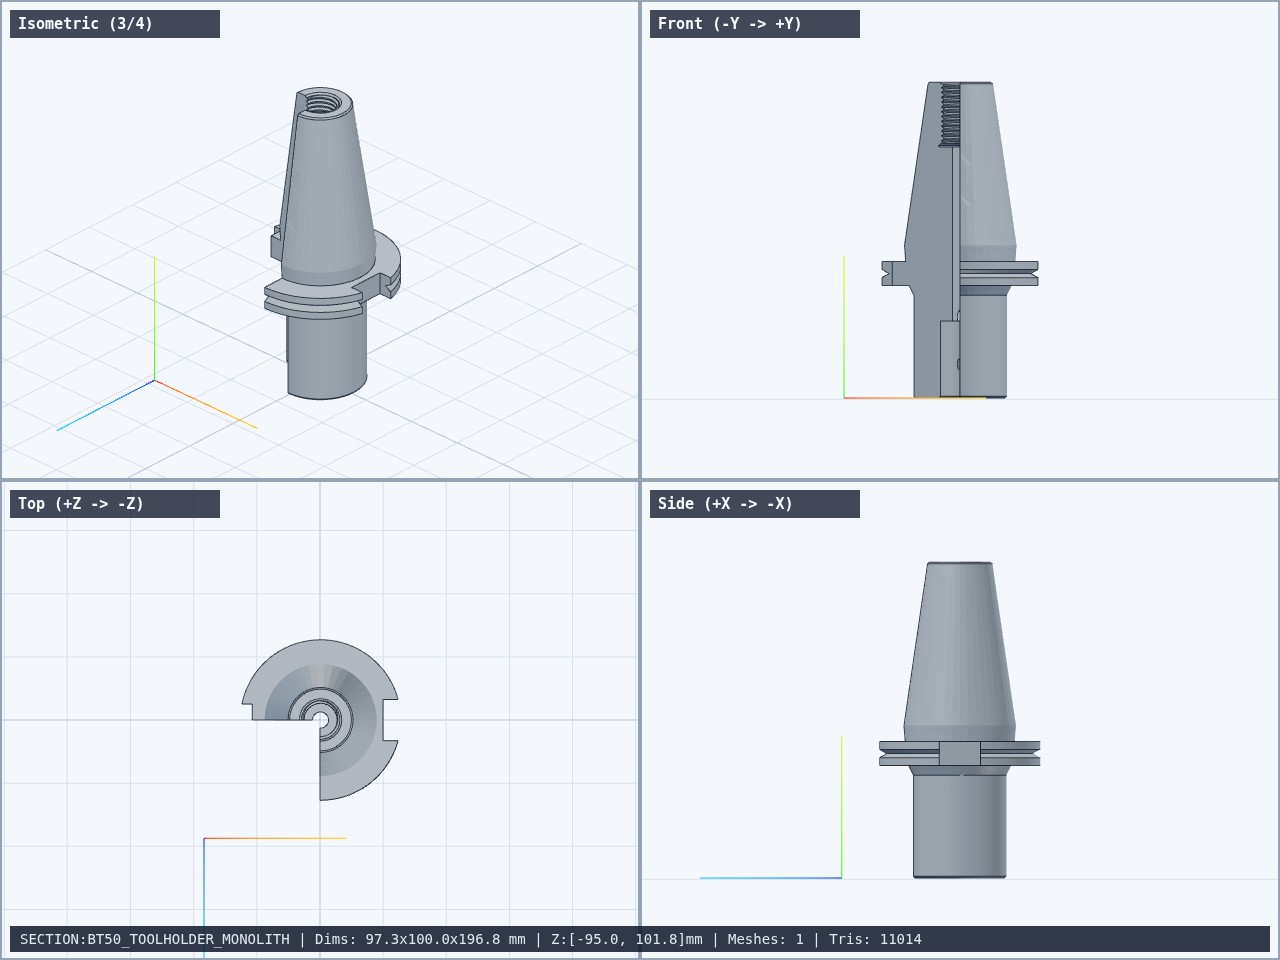 Isometric (3/4)
Front (-Y -> +Y)
Top (+Z -> -Z)
Side (+X -> -X)
SECTION:BT50_TOOLHOLDER_MONOLITH | Dims: 97.3x100.0x196.8 mm | Z:[-95.0, 101.8]mm | Meshes: 1 | Tris: 11014